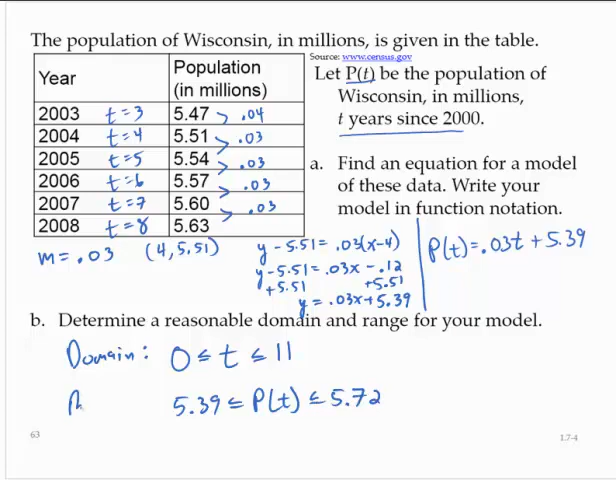 The population of Wisconsin, in millions, is given in the table.
Source: www.census.gov
Year Population (in millions)
2003 t=3 5.47 > .04
2004 t=4 5.51 > .03
2005 t=5 5.54 > .03
2006 t=6 5.57 > .03
2007 t=7 5.60 > .03
2008 t=8 5.63
Let P(t) be the population of
Wisconsin, in millions,
t years since 2000.
a. Find an equation for a model
of these data. Write your
model in function notation.
m = .03 (4, 5.51)
y - 5.51 = .03(x-4)
y - 5.51 = .03x - .12
+5.51 +5.51
y = .03x + 5.39
P(t) = .03t + 5.39
b. Determine a reasonable domain and range for your model.
Domain: 0 ≤ t ≤ 11
5.39 ≤ P(t) ≤ 5.72
63
1.7-4